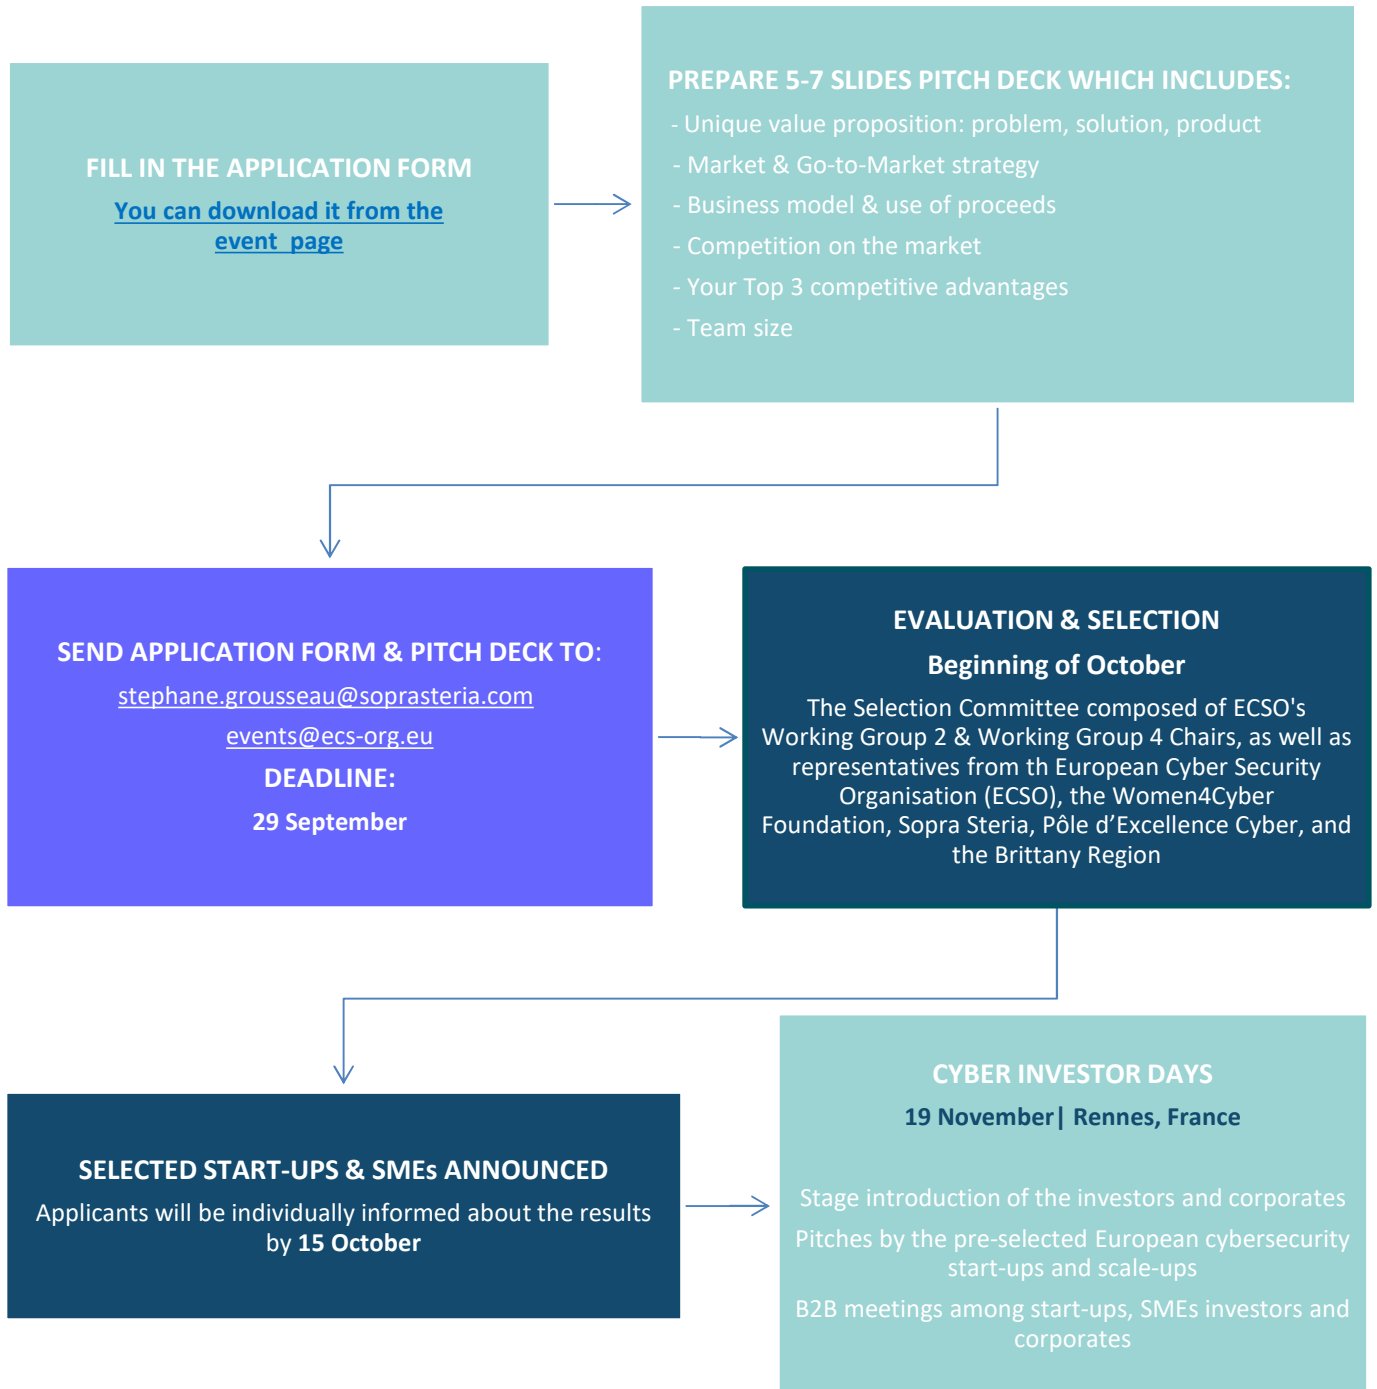 FILL IN THE APPLICATION FORM
You can download it from the
event page
PREPARE 5-7 SLIDES PITCH DECK WHICH INCLUDES:
- Unique value proposition: problem, solution, product
- Market & Go-to-Market strategy
- Business model & use of proceeds
- Competition on the market
- Your Top 3 competitive advantages
- Team size
SEND APPLICATION FORM & PITCH DECK TO:
stephane.grousseau@soprasteria.com
events@ecs-org.eu
DEADLINE:
29 September
EVALUATION & SELECTION
Beginning of October
The Selection Committee composed of ECSO's
Working Group 2 & Working Group 4 Chairs, as well as
representatives from th European Cyber Security
Organisation (ECSO), the Women4Cyber
Foundation, Sopra Steria, Pôle d’Excellence Cyber, and
the Brittany Region
SELECTED START-UPS & SMEs ANNOUNCED
Applicants will be individually informed about the results
by 15 October
CYBER INVESTOR DAYS
19 November| Rennes, France
Stage introduction of the investors and corporates
Pitches by the pre-selected European cybersecurity
start-ups and scale-ups
B2B meetings among start-ups, SMEs investors and
corporates